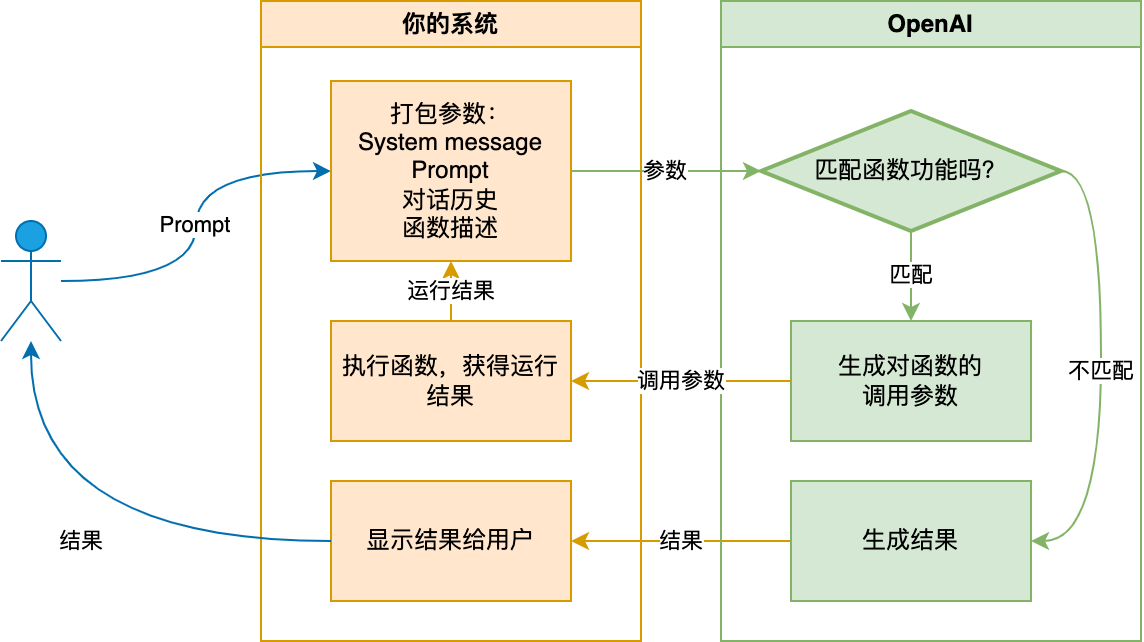 你的系统
OpenAI
打包参数：
System message
Prompt
对话历史
函数描述
参数
匹配函数功能吗？
Prompt
运行结果
匹配
执行函数，获得运行
结果
调用参数
生成对函数的
调用参数
不匹配
结果
显示结果给用户
结果
生成结果